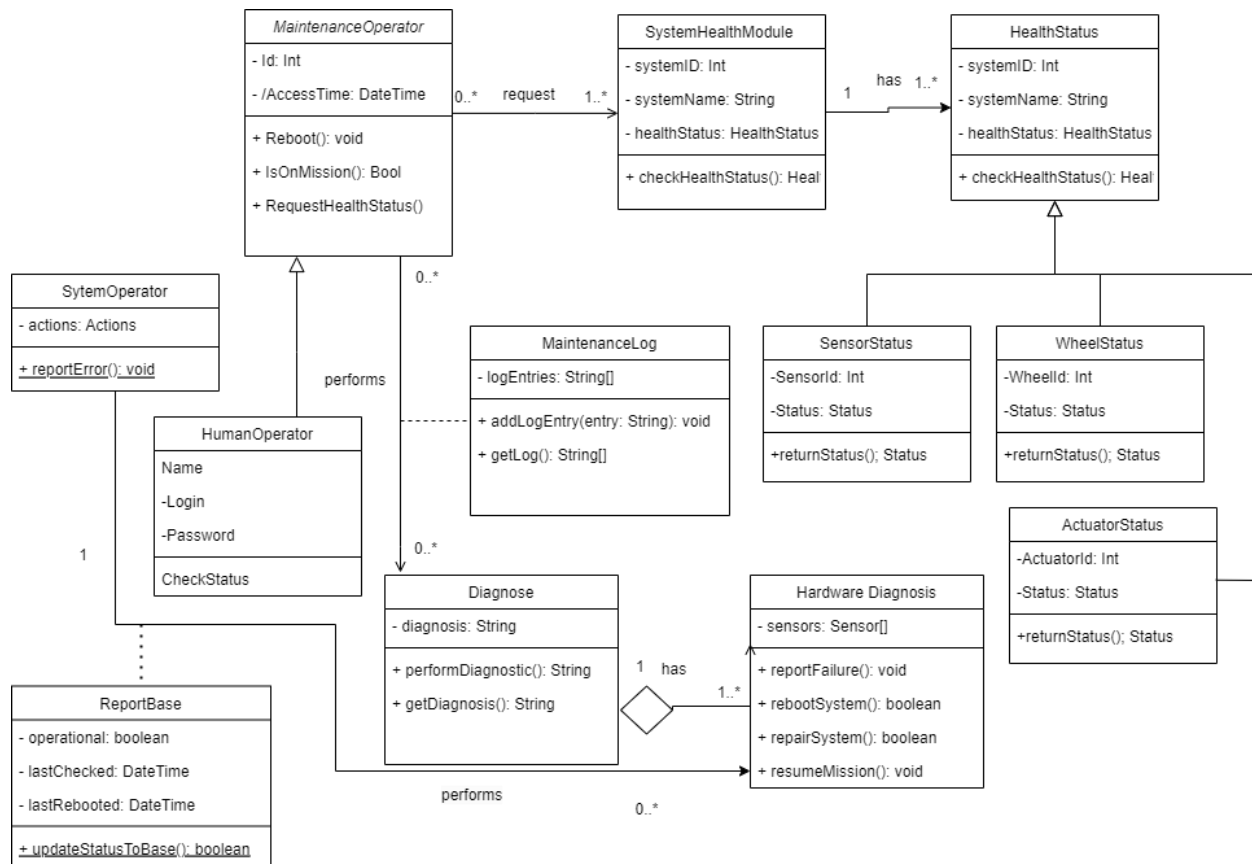 MaintenanceOperator
- Id: Int
- /AccessTime: DateTime
+ Reboot(): void
+ IsOnMission(): Bool
+ RequestHealthStatus()
0..*
request
1..*
SystemHealthModule
- systemID: Int
- systemName: String
- healthStatus: HealthStatus
+ checkHealthStatus(): Heal
1
has
1..*
HealthStatus
- systemID: Int
- systemName: String
- healthStatus: HealthStatus
+ checkHealthStatus(): Heal
0..*
SytemOperator
- actions: Actions
+ reportError(): void
performs
MaintenanceLog
- logEntries: String[]
+ addLogEntry(entry: String): void
+ getLog(): String[]
SensorStatus
-SensorId: Int
-Status: Status
+returnStatus(); Status
WheelStatus
-WheelId: Int
-Status: Status
+returnStatus(); Status
HumanOperator
Name
-Login
-Password
CheckStatus
1
0..*
ActuatorStatus
-ActuatorId: Int
-Status: Status
+returnStatus(); Status
Diagnose
- diagnosis: String
+ performDiagnostic(): String
+ getDiagnosis(): String
1
has
1..*
Hardware Diagnosis
- sensors: Sensor[]
+ reportFailure(): void
+ rebootSystem(): boolean
+ repairSystem(): boolean
+ resumeMission(): void
ReportBase
- operational: boolean
- lastChecked: DateTime
- lastRebooted: DateTime
+ updateStatusToBase(): boolean
performs
0..*